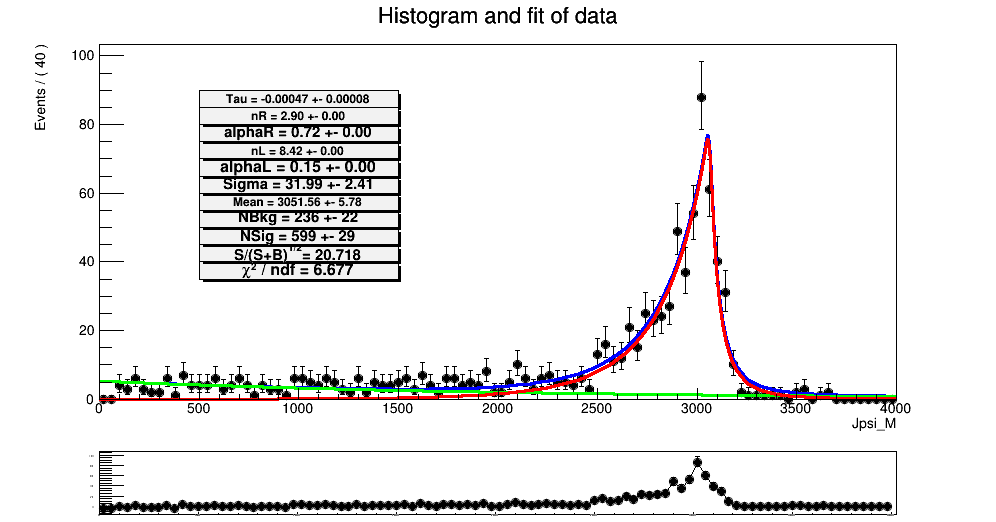 Histogram and fit of data
Events / ( 40 )
100
80
60
40
20
0
Tau = -0.00047 +- 0.00008
nR = 2.90 +- 0.00
alphaR = 0.72 +- 0.00
nL = 8.42 +- 0.00
alphaL = 0.15 +- 0.00
Sigma = 31.99 +- 2.41
Mean = 3051.56 +- 5.78
NBkg = 236 +- 22
NSig = 599 +- 29
S/(S+B)^1/2 = 20.718
χ² / ndf = 6.677
0 500 1000 1500 2000 2500 3000 3500 4000
Jpsi_M